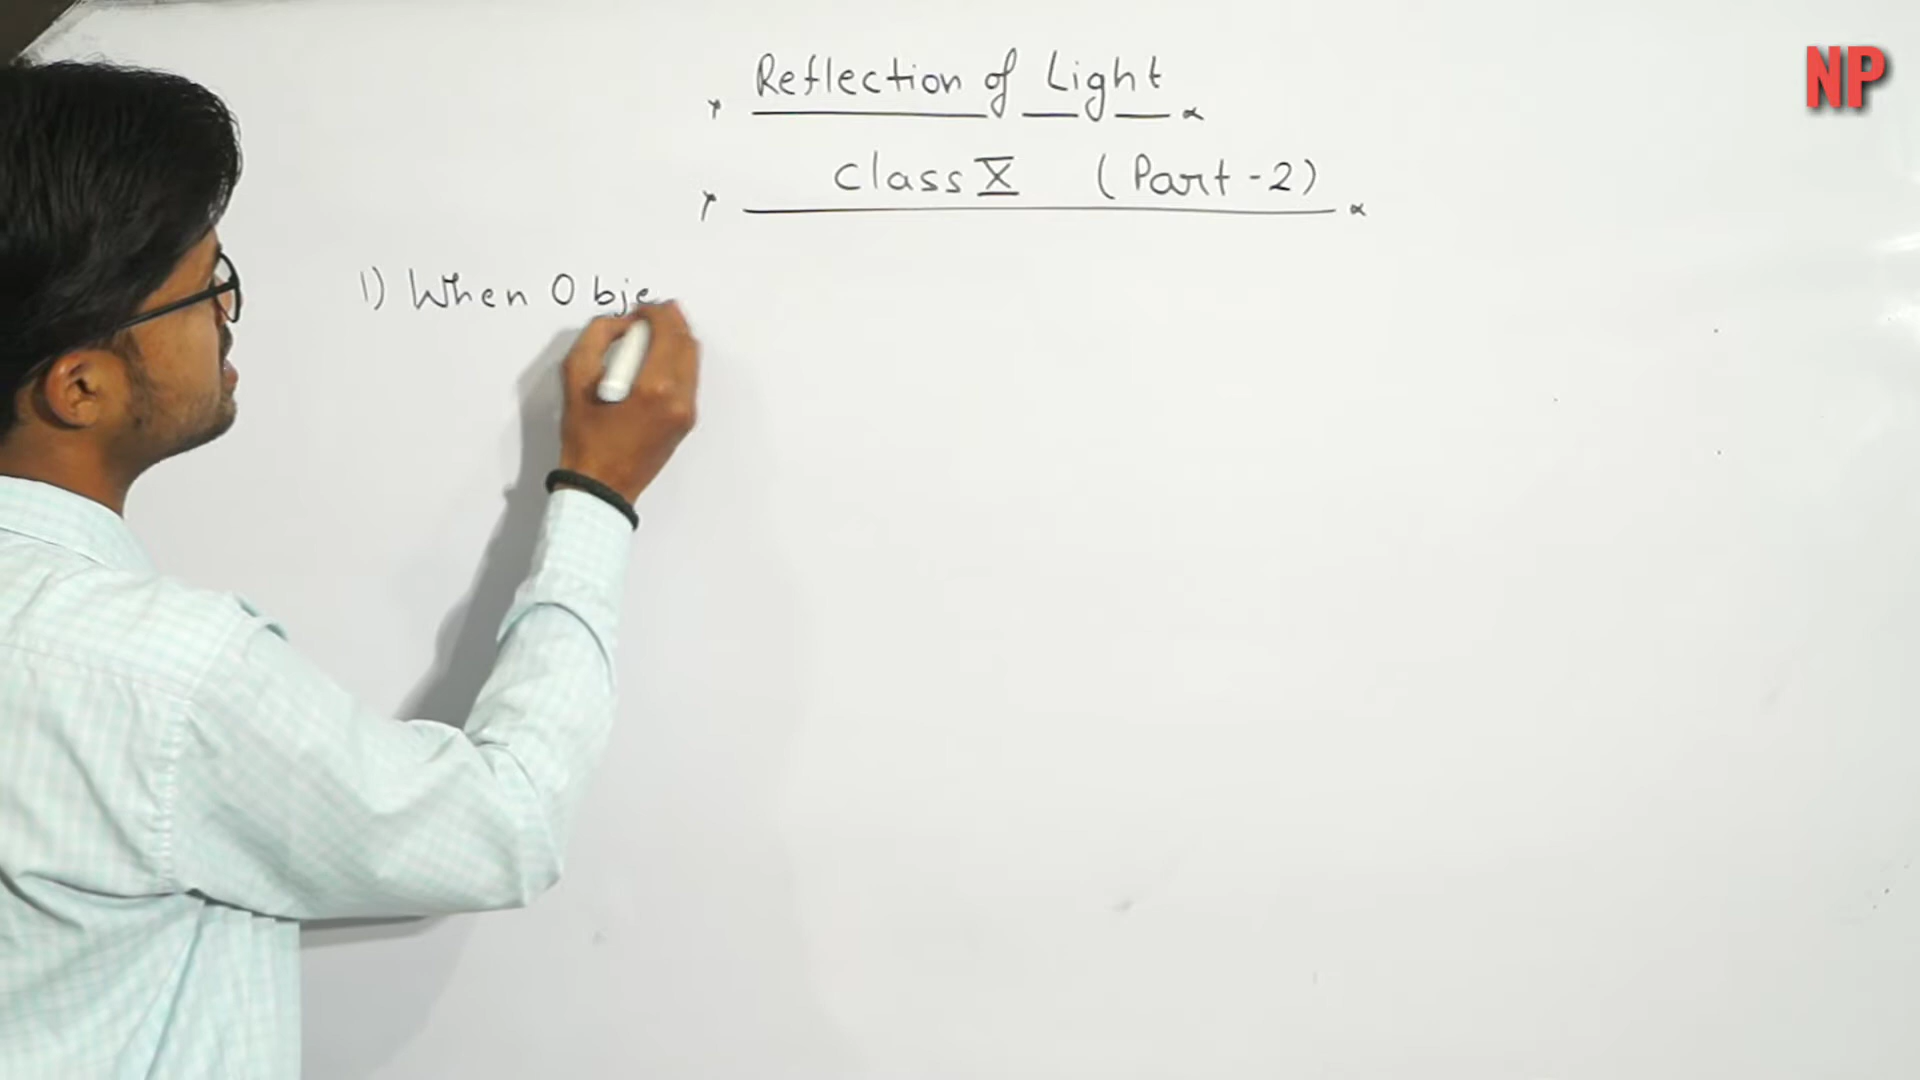 NP
Reflection of Light
Class X (Part-2)
1) When Obje